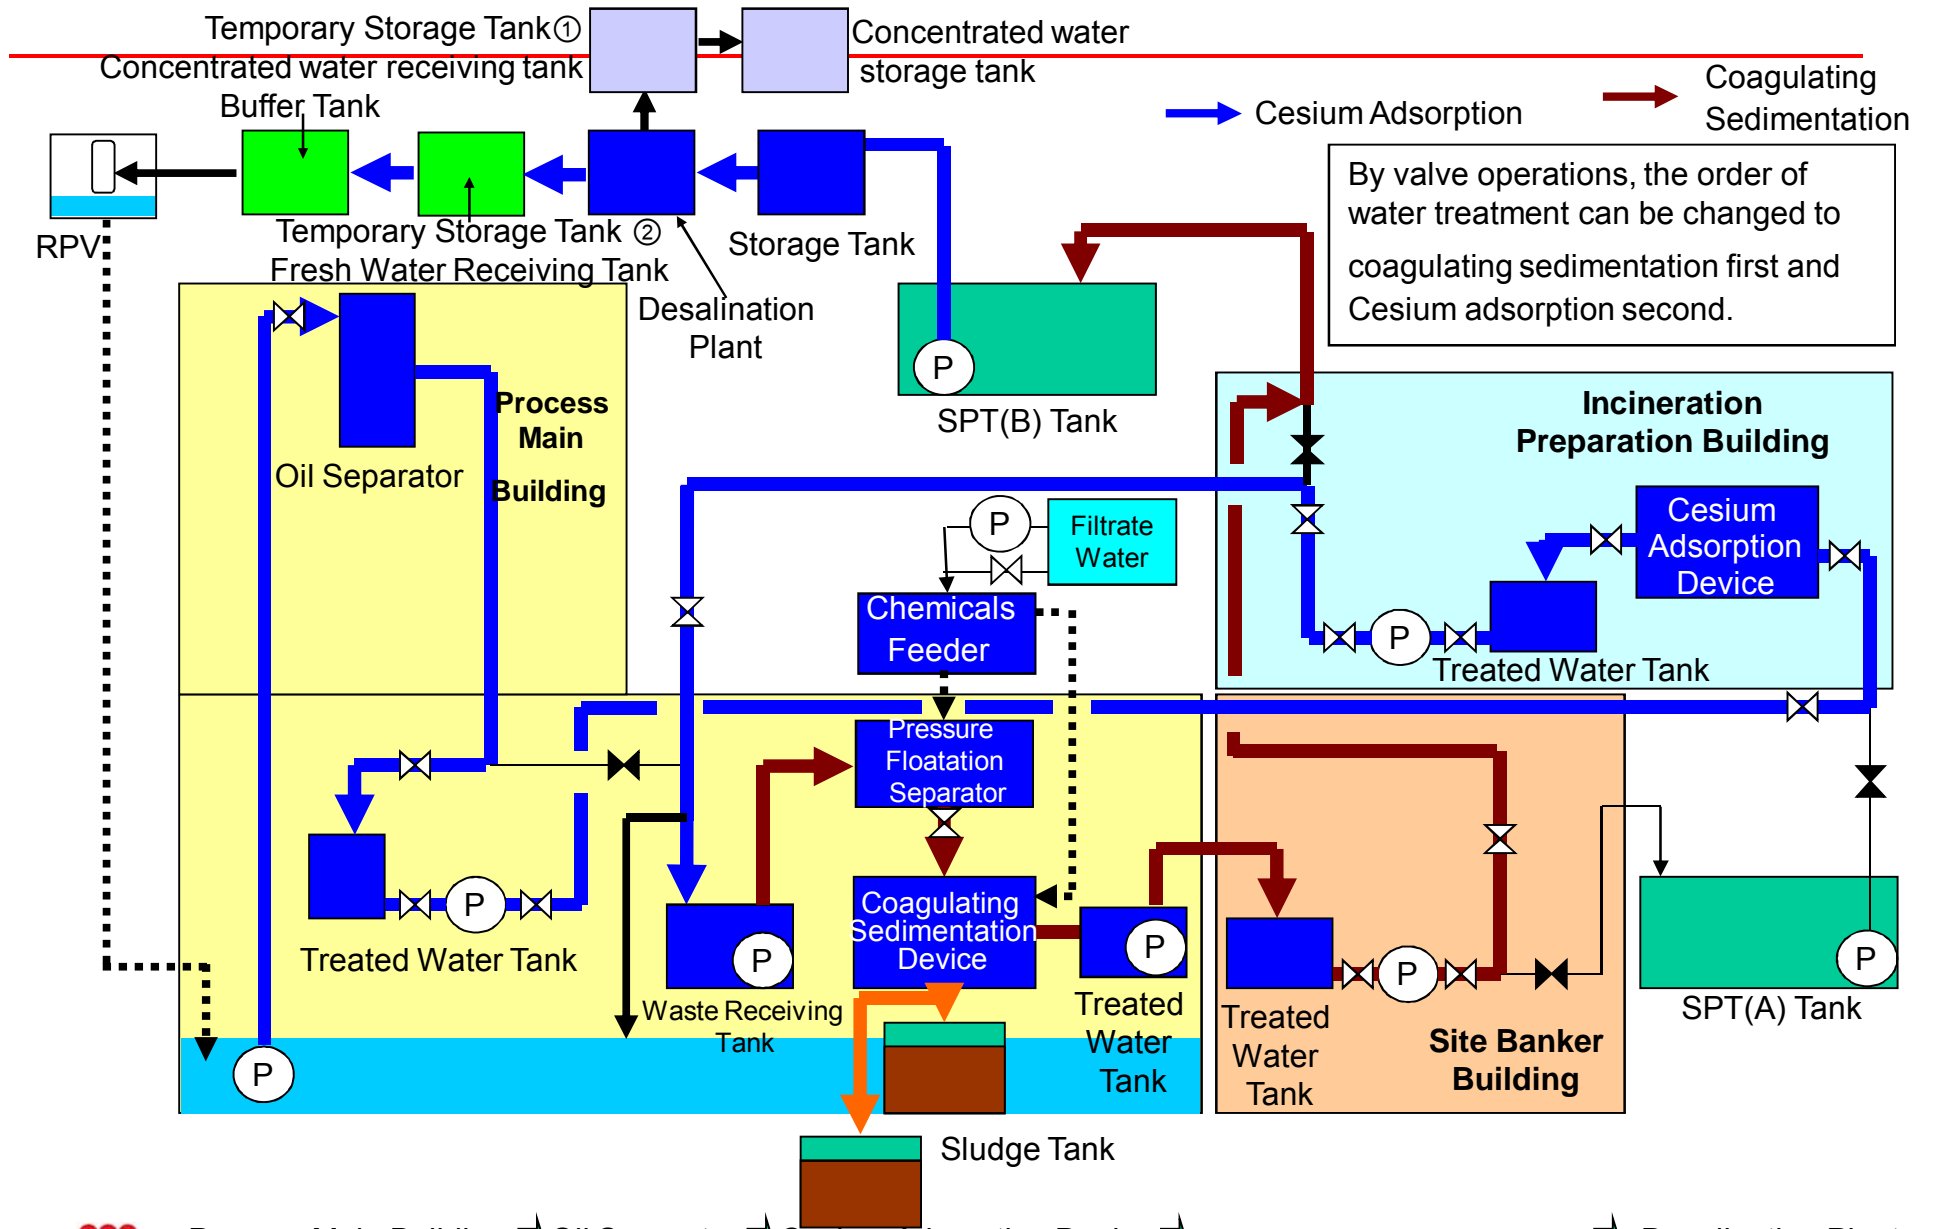 Temporary Storage Tank①
Concentrated water receiving tank
Concentrated water
storage tank
Buffer Tank
Cesium Adsorption
Coagulating
Sedimentation
By valve operations, the order of
water treatment can be changed to
coagulating sedimentation first and
Cesium adsorption second.
RPV
Temporary Storage Tank ②
Fresh Water Receiving Tank
Storage Tank
Desalination
Plant
P
SPT(B) Tank
Oil Separator
Process
Main
Building
Incineration
Preparation Building
P
Filtrate
Water
Cesium
Adsorption
Device
Chemicals
Feeder
P
Treated Water Tank
Pressure
Floatation
Separator
P
Treated Water Tank
P
Waste Receiving
Tank
Coagulating
Sedimentation
Device
P
Treated
Water
Tank
P
Treated
Water
Tank
Site Banker
Building
P
SPT(A) Tank
P
Sludge Tank